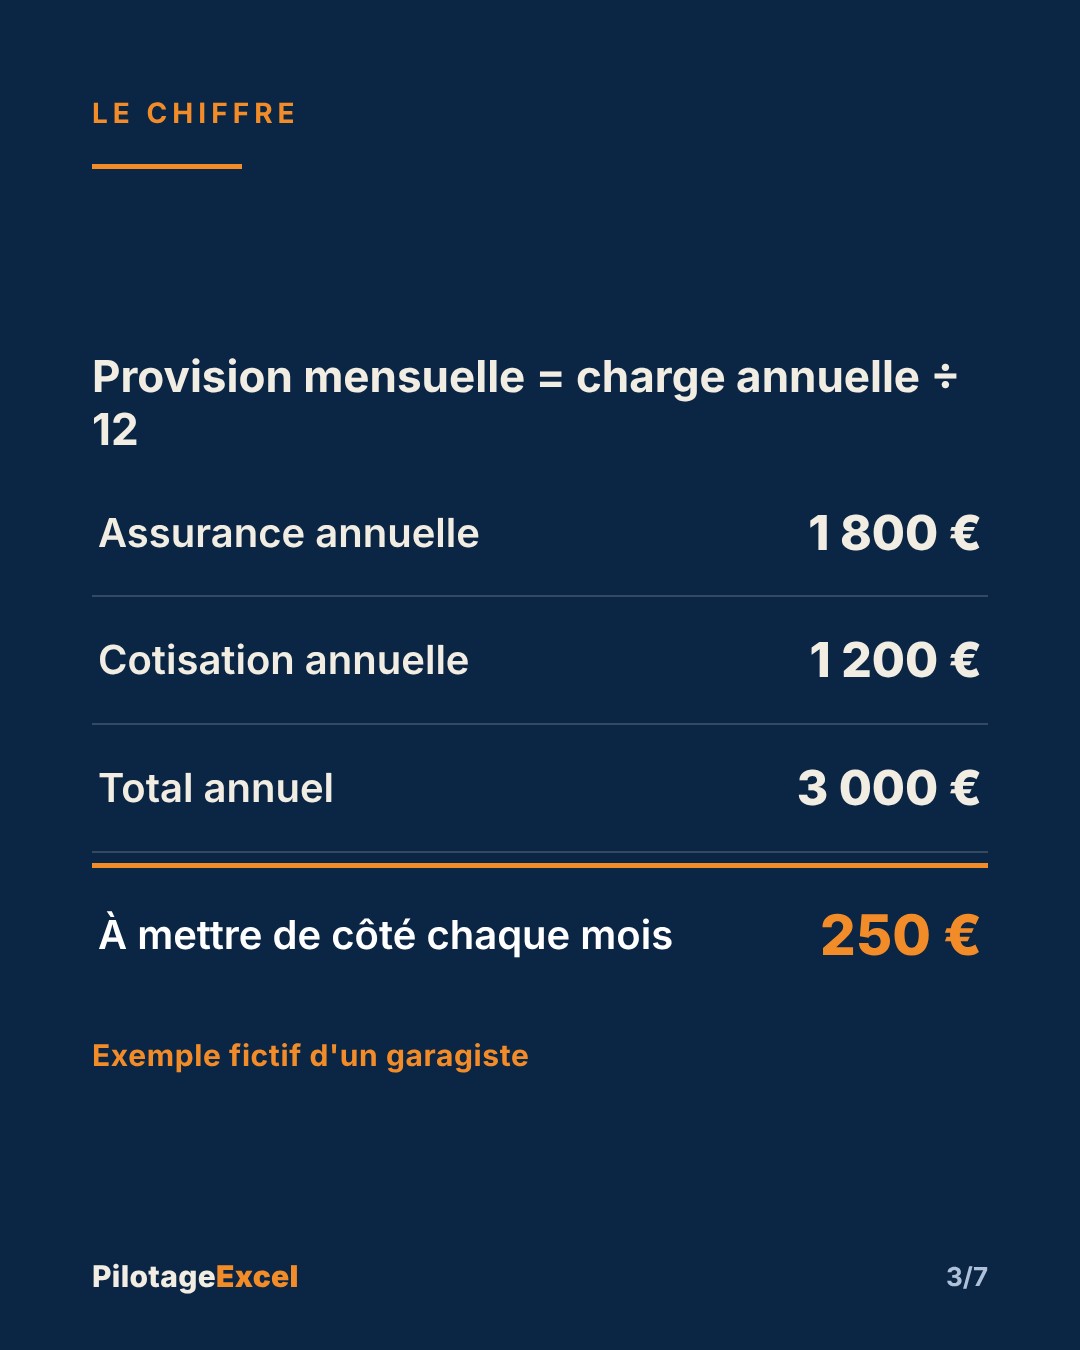 LE CHIFFRE
Provision mensuelle = charge annuelle ÷
12
Assurance annuelle 1 800 €
Cotisation annuelle 1 200 €
Total annuel 3 000 €
À mettre de côté chaque mois 250 €
Exemple fictif d'un garagiste
PilotageExcel 3/7